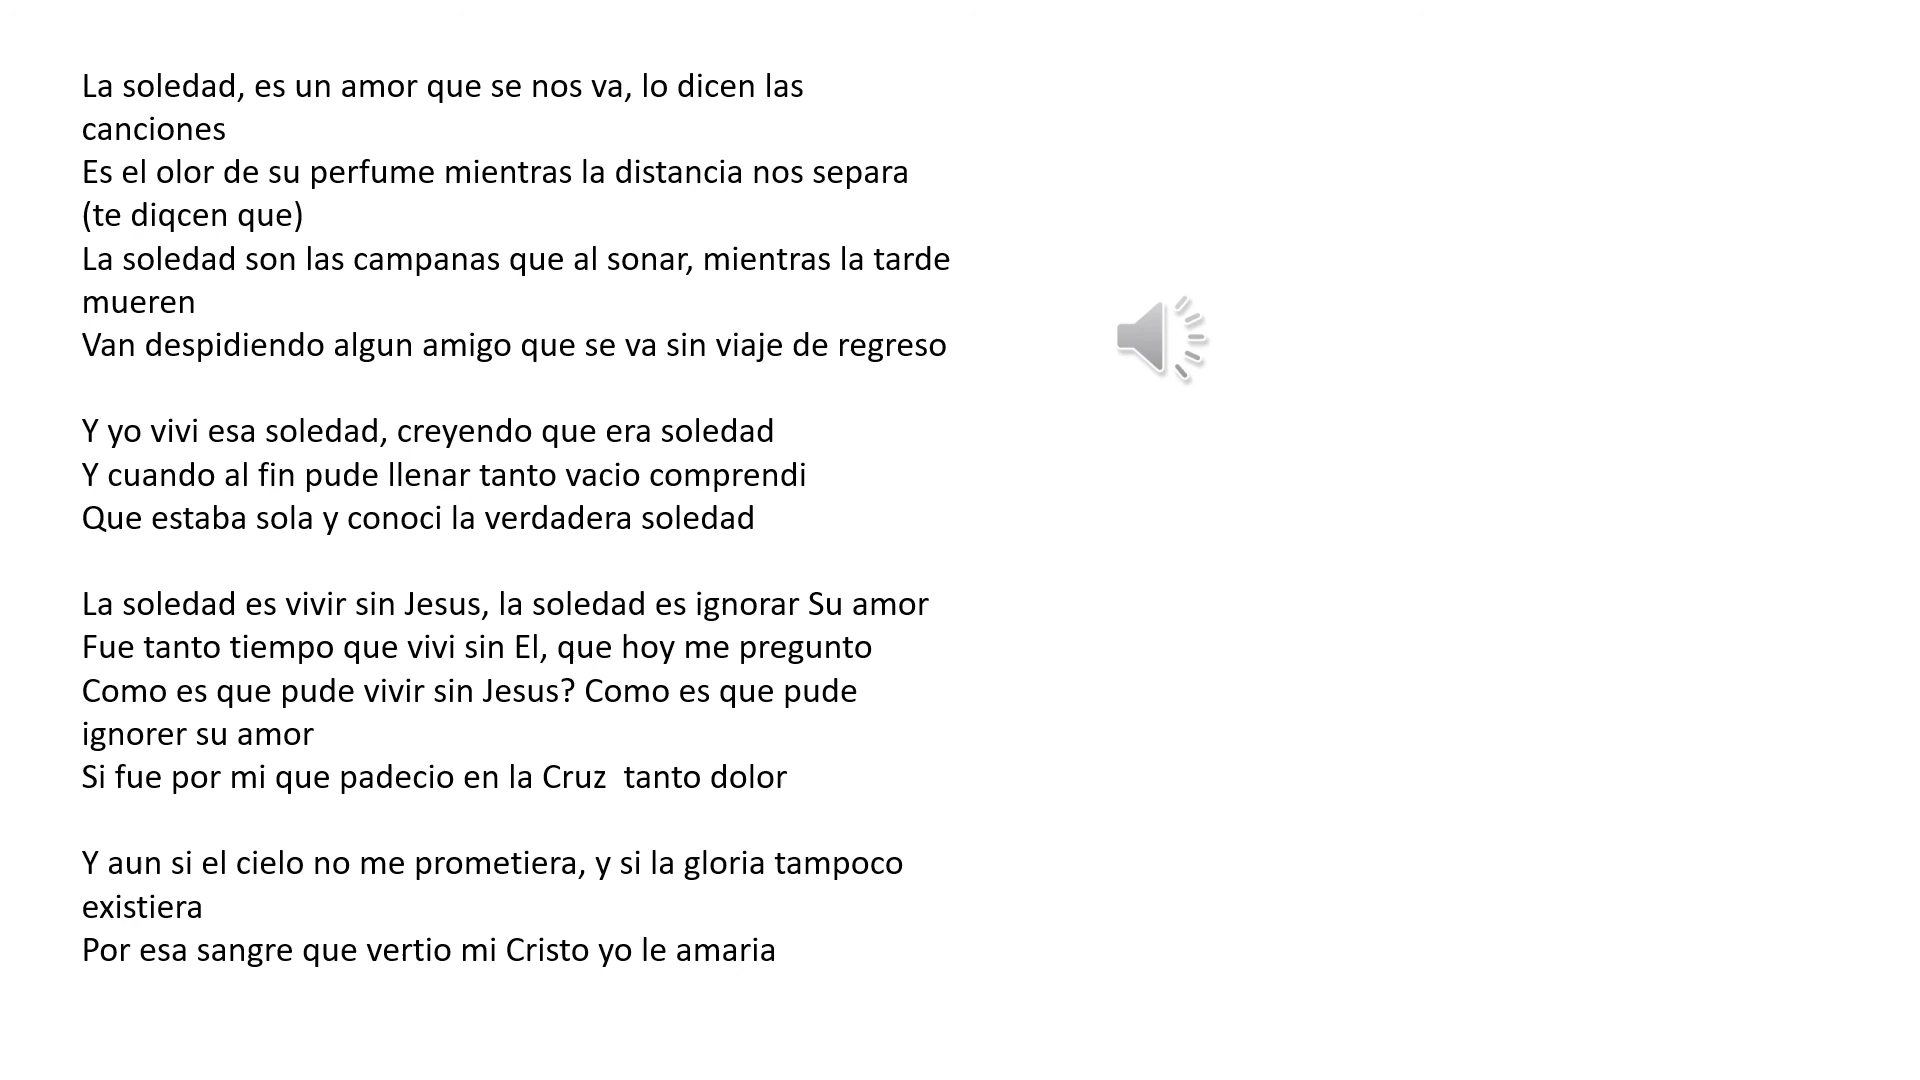 La soledad, es un amor que se nos va, lo dicen las
canciones
Es el olor de su perfume mientras la distancia nos separa
(te diqcen que)
La soledad son las campanas que al sonar, mientras la tarde
mueren
Van despidiendo algun amigo que se va sin viaje de regreso

Y yo vivi esa soledad, creyendo que era soledad
Y cuando al fin pude llenar tanto vacio comprendi
Que estaba sola y conoci la verdadera soledad

La soledad es vivir sin Jesus, la soledad es ignorar Su amor
Fue tanto tiempo que vivi sin El, que hoy me pregunto
Como es que pude vivir sin Jesus? Como es que pude
ignorer su amor
Si fue por mi que padecio en la Cruz  tanto dolor

Y aun si el cielo no me prometiera, y si la gloria tampoco
existiera
Por esa sangre que vertio mi Cristo yo le amaria